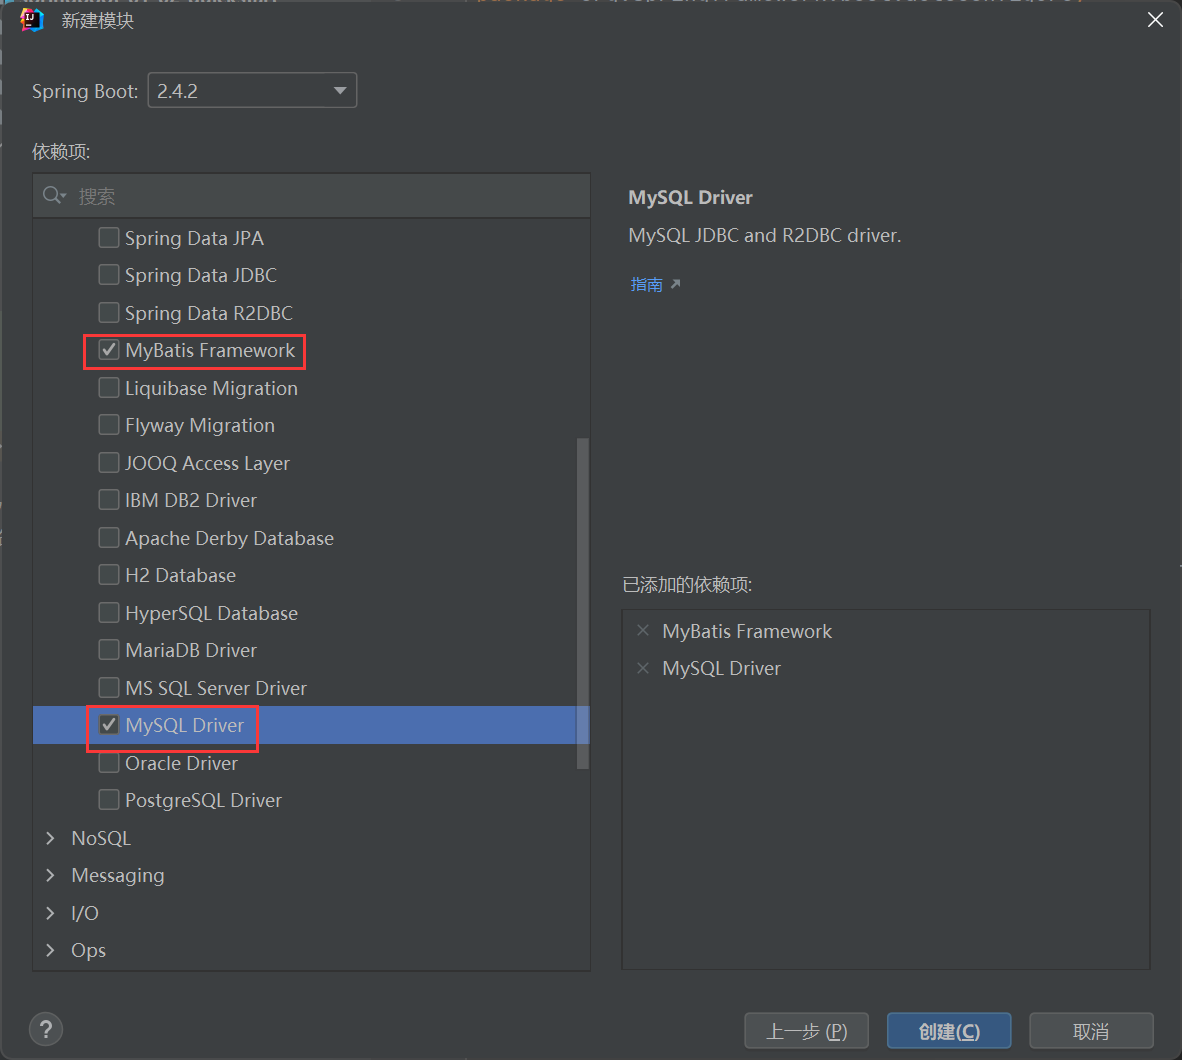 新建模块
Spring Boot: 2.4.2
依赖项:
搜索
Spring Data JPA
Spring Data JDBC
Spring Data R2DBC
MyBatis Framework
Liquibase Migration
Flyway Migration
JOOQ Access Layer
IBM DB2 Driver
Apache Derby Database
H2 Database
HyperSQL Database
MariaDB Driver
MS SQL Server Driver
MySQL Driver
Oracle Driver
PostgreSQL Driver
NoSQL
Messaging
I/O
Ops
MySQL Driver
MySQL JDBC and R2DBC driver.
指南
已添加的依赖项:
MyBatis Framework
MySQL Driver
?
上一步 (P)
创建(C)
取消